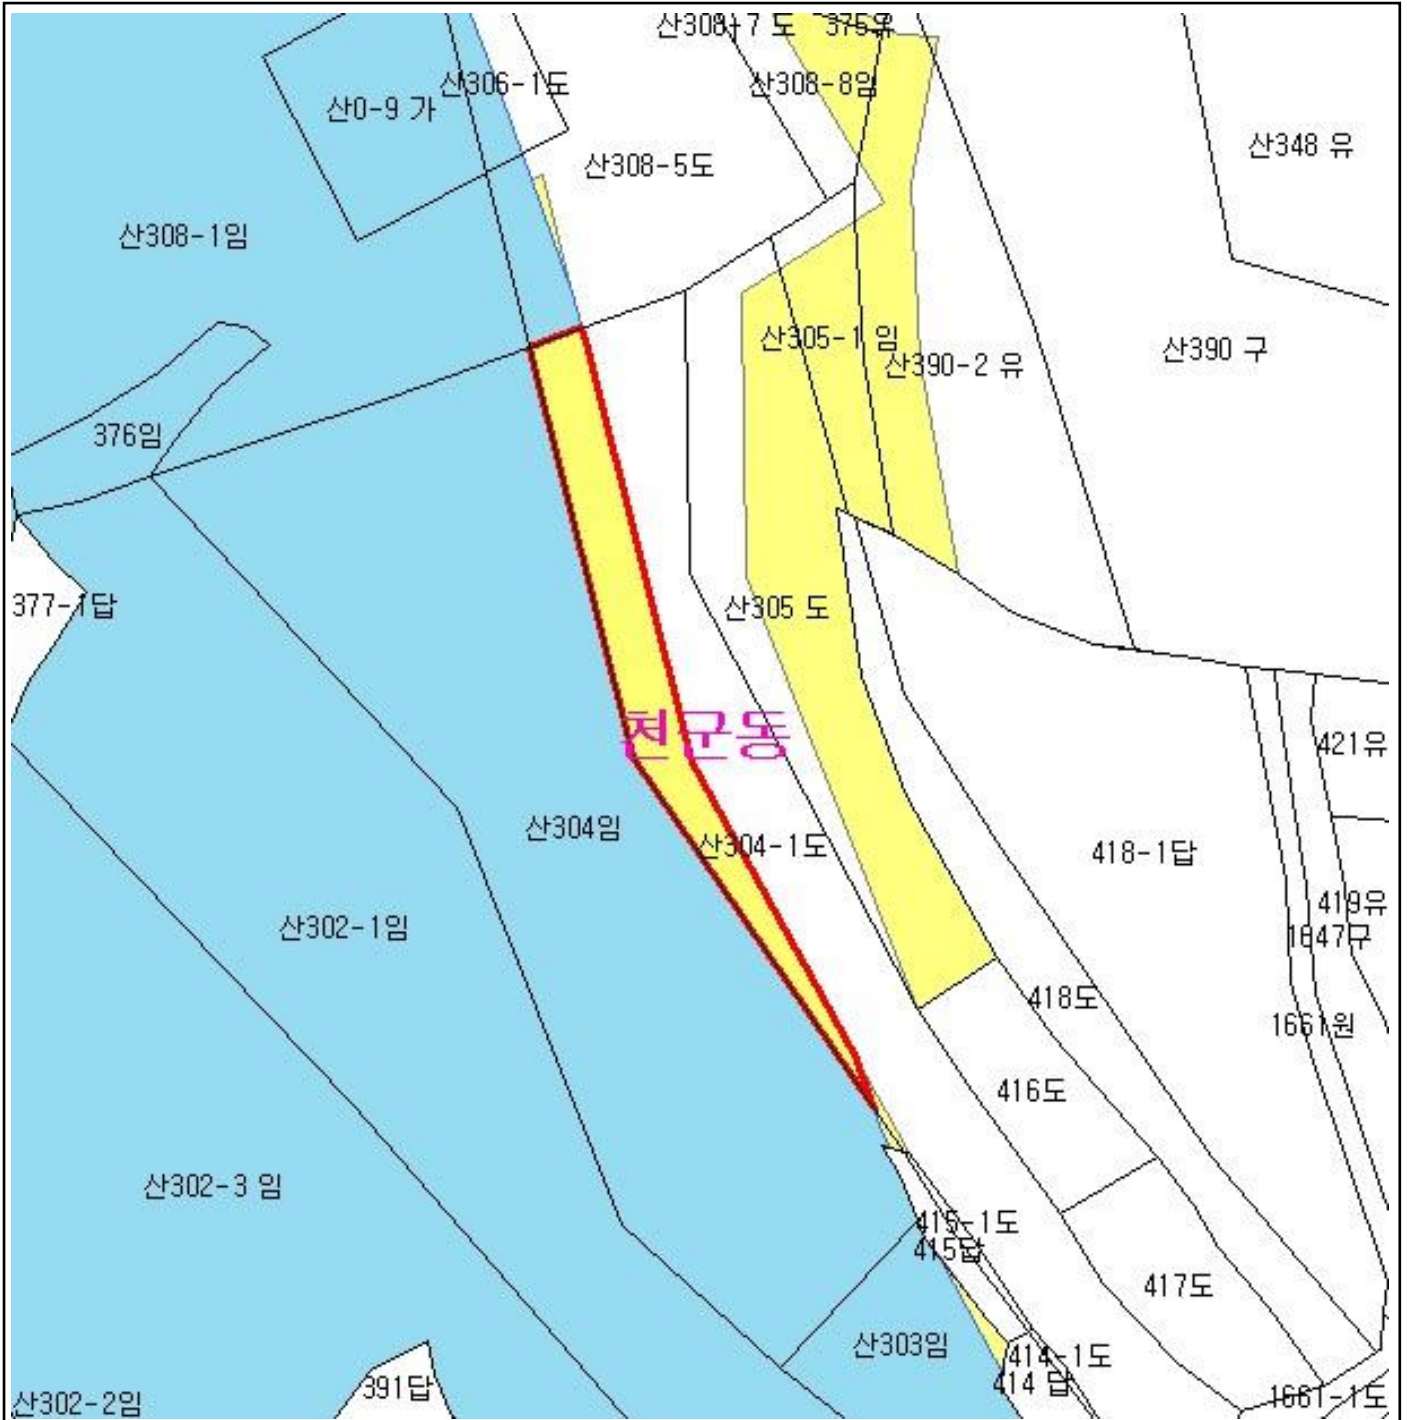 산308-7 도
375유
산306-1도
산308-8임
산0-9 가
산348 유
산308-5도
산308-1임
산305-1 임
산390-2 유
산390 구
376임
377-1답
산305 도
천군동
421유
산304임
산304-1도
418-1답
419유
산302-1임
1647구
418도
1661원
416도
산302-3 임
415-1도
415답
417도
산303임
414-1도
414 답
391답
1661-1도
산302-2임